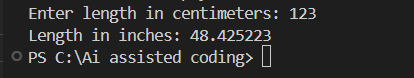 Enter length in centimeters: 123
Length in inches: 48.425223
PS C:\Ai assisted coding>